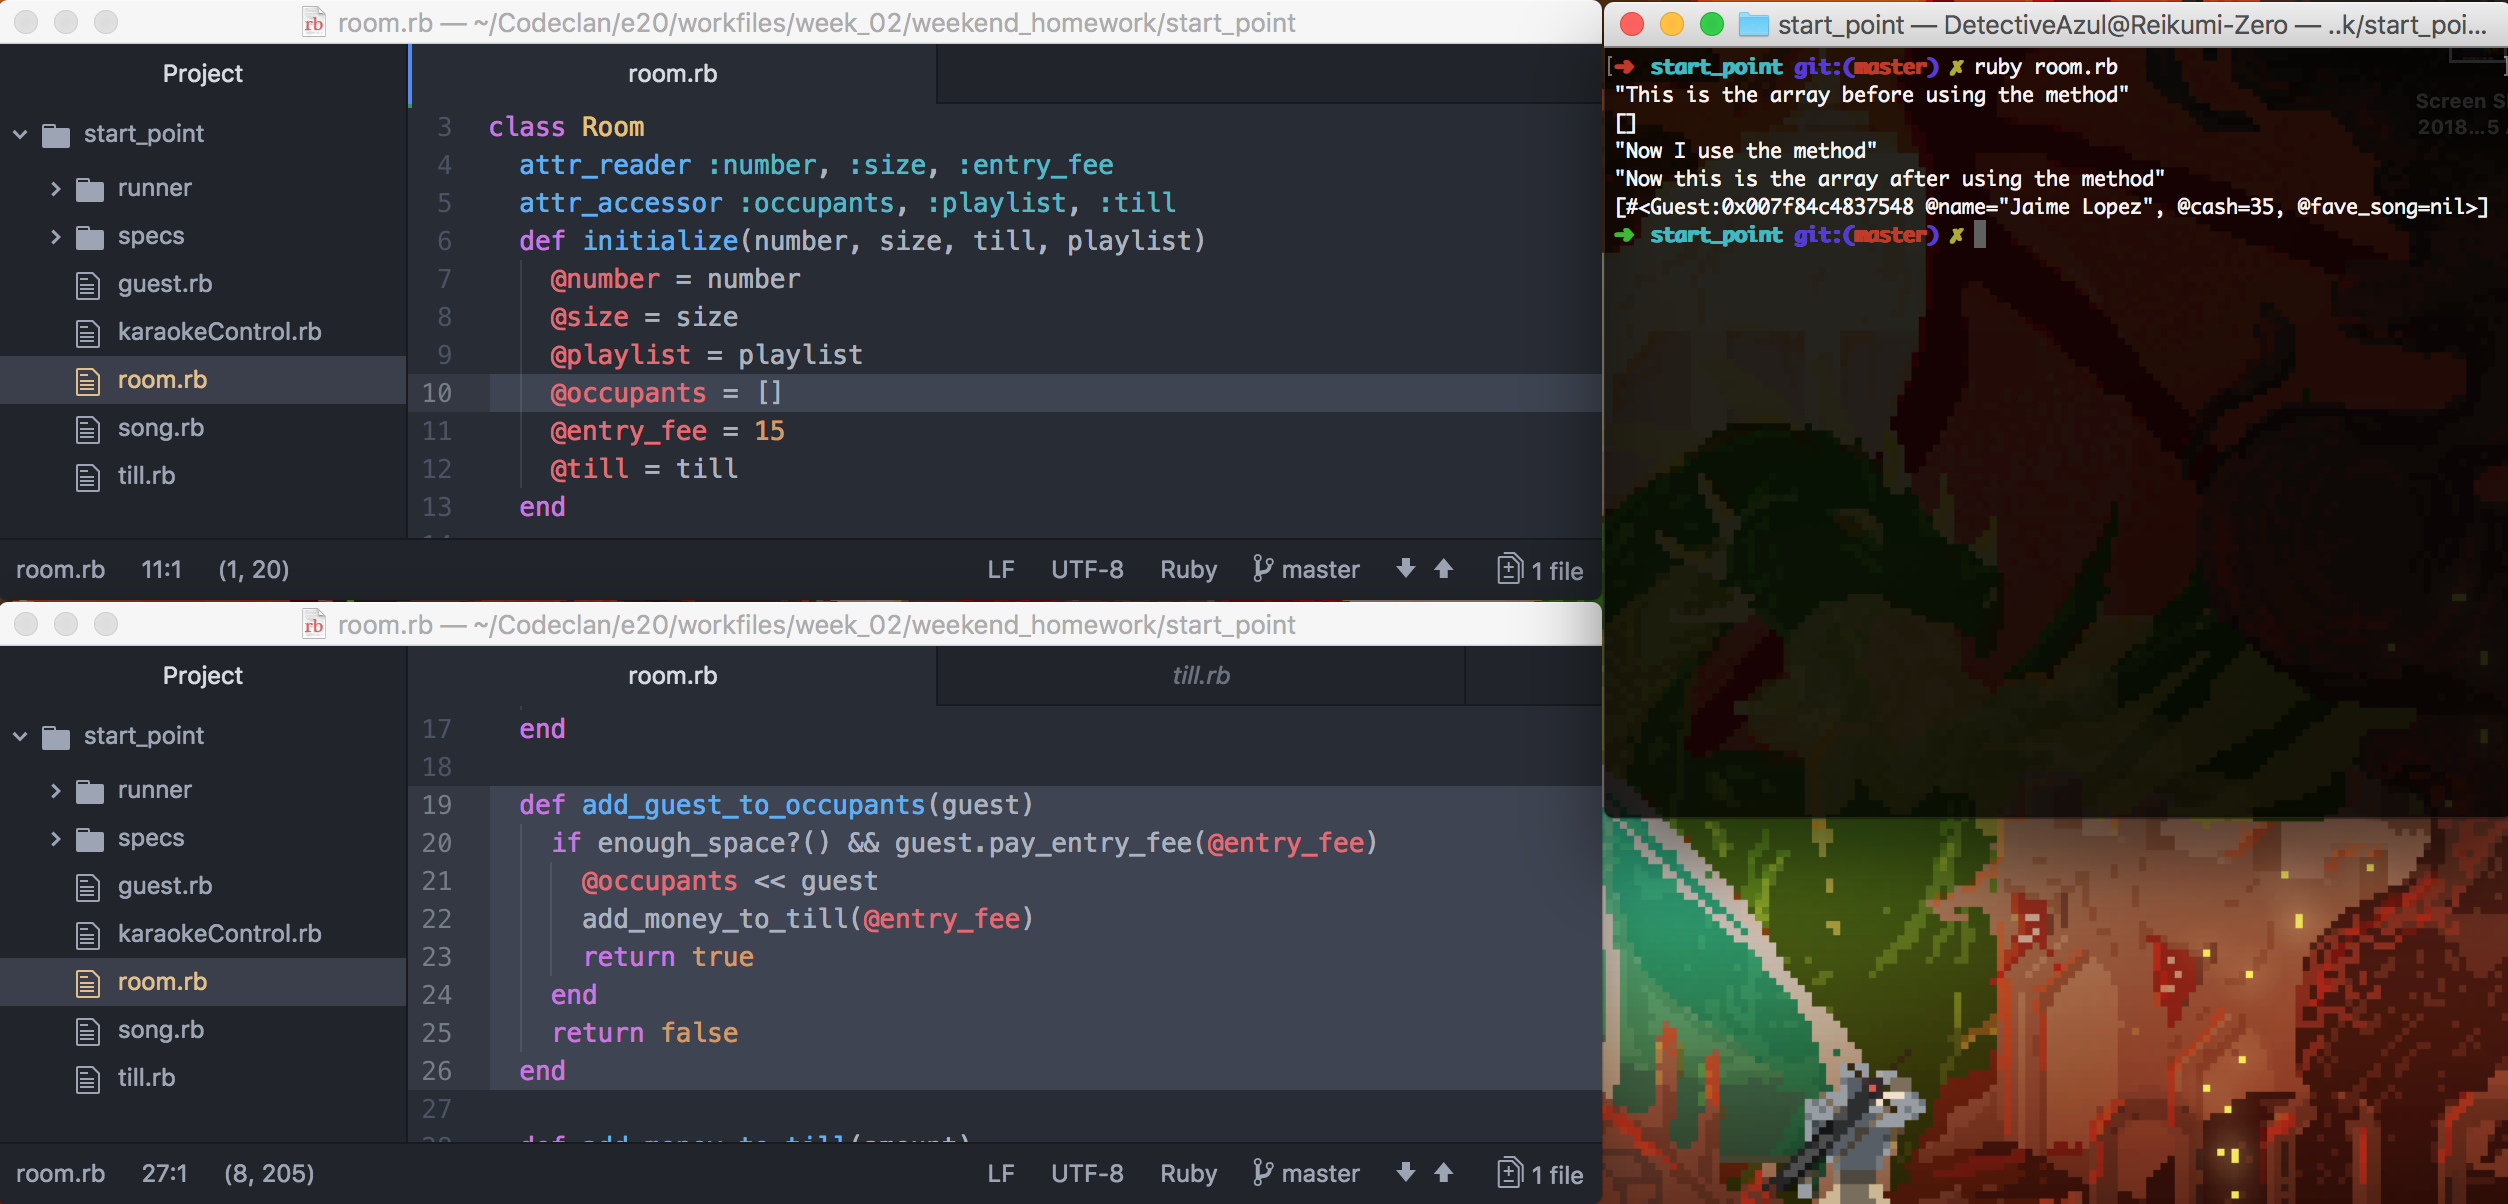 room.rb — ~/Codeclan/e20/workfiles/week_02/weekend_homework/start_point
Project
start_point
runner
specs
guest.rb
karaokeControl.rb
room.rb
song.rb
till.rb
room.rb
3 class Room
4 attr_reader :number, :size, :entry_fee
5 attr_accessor :occupants, :playlist, :till
6 def initialize(number, size, till, playlist)
7 @number = number
8 @size = size
9 @playlist = playlist
10 @occupants = []
11 @entry_fee = 15
12 @till = till
13 end
room.rb 11:1 (1, 20) LF UTF-8 Ruby master 1 file
room.rb — ~/Codeclan/e20/workfiles/week_02/weekend_homework/start_point
Project
start_point
runner
specs
guest.rb
karaokeControl.rb
room.rb
song.rb
till.rb
room.rb till.rb
17 end
18
19 def add_guest_to_occupants(guest)
20 if enough_space?() && guest.pay_entry_fee(@entry_fee)
21 @occupants << guest
22 add_money_to_till(@entry_fee)
23 return true
24 end
25 return false
26 end
27
room.rb 27:1 (8, 205) LF UTF-8 Ruby master 1 file
start_point — DetectiveAzul@Reikumi-Zero — ..k/start_poi...
[➜ start_point git:(master) ✗ ruby room.rb
"This is the array before using the method"
[]
"Now I use the method"
"Now this is the array after using the method"
[#<Guest:0x007f84c4837548 @name="Jaime Lopez", @cash=35, @fave_song=nil>]
➜ start_point git:(master) ✗
Screen S
2018...5